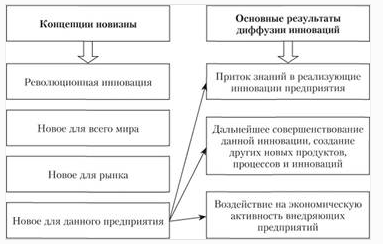 Концепции новизны
Основные результаты
диффузии инноваций
Революционная инновация
Новое для всего мира
Новое для рынка
Новое для данного предприятия
Приток знаний в реализующие
инновации предприятия
Дальнейшее совершенствование
данной инновации, создание
других новых продуктов,
процессов и инноваций
Воздействие на экономическую
активность внедряющих
предприятий